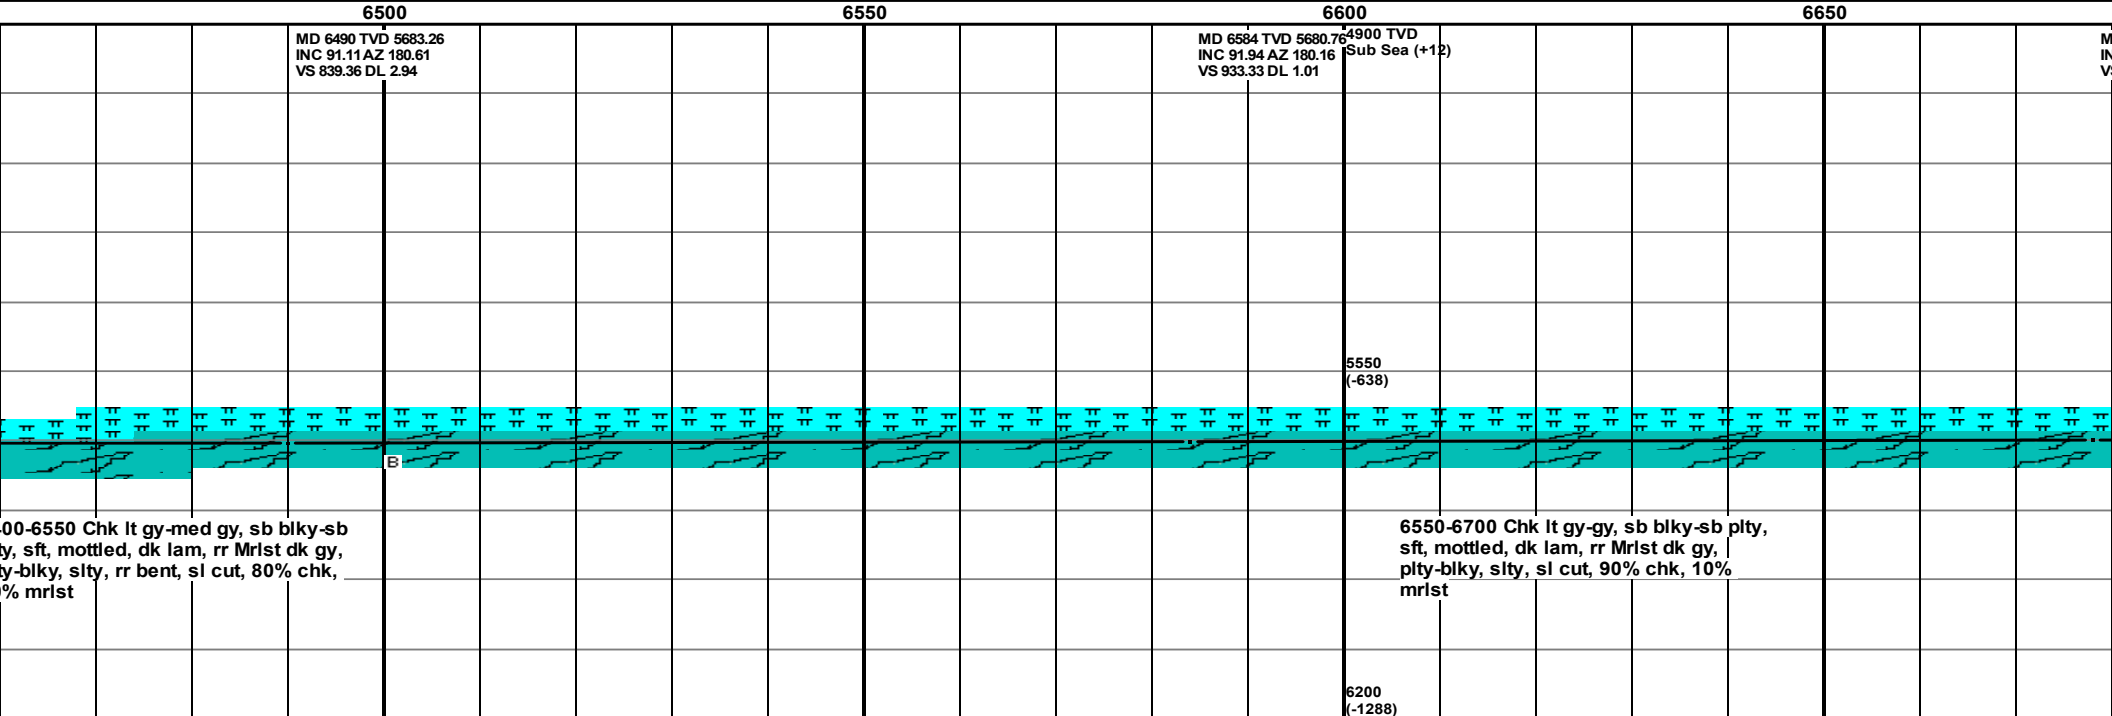 6500
6550
6600
6650
MD 6490 TVD 5683.26
INC 91.11 AZ 180.61
VS 839.36 DL 2.94
MD 6584 TVD 5680.76
INC 91.94 AZ 180.16
VS 933.33 DL 1.01
4900 TVD
Sub Sea (+12)
5550
(-638)
B
00-6550 Chk lt gy-med gy, sb blky-sb
ty, sft, mottled, dk lam, rr Mrlst dk gy,
ty-blky, slty, rr bent, sl cut, 80% chk,
% mrlst
6550-6700 Chk lt gy-gy, sb blky-sb plty,
sft, mottled, dk lam, rr Mrlst dk gy,
plty-blky, slty, sl cut, 90% chk, 10%
mrlst
6200
(-1288)